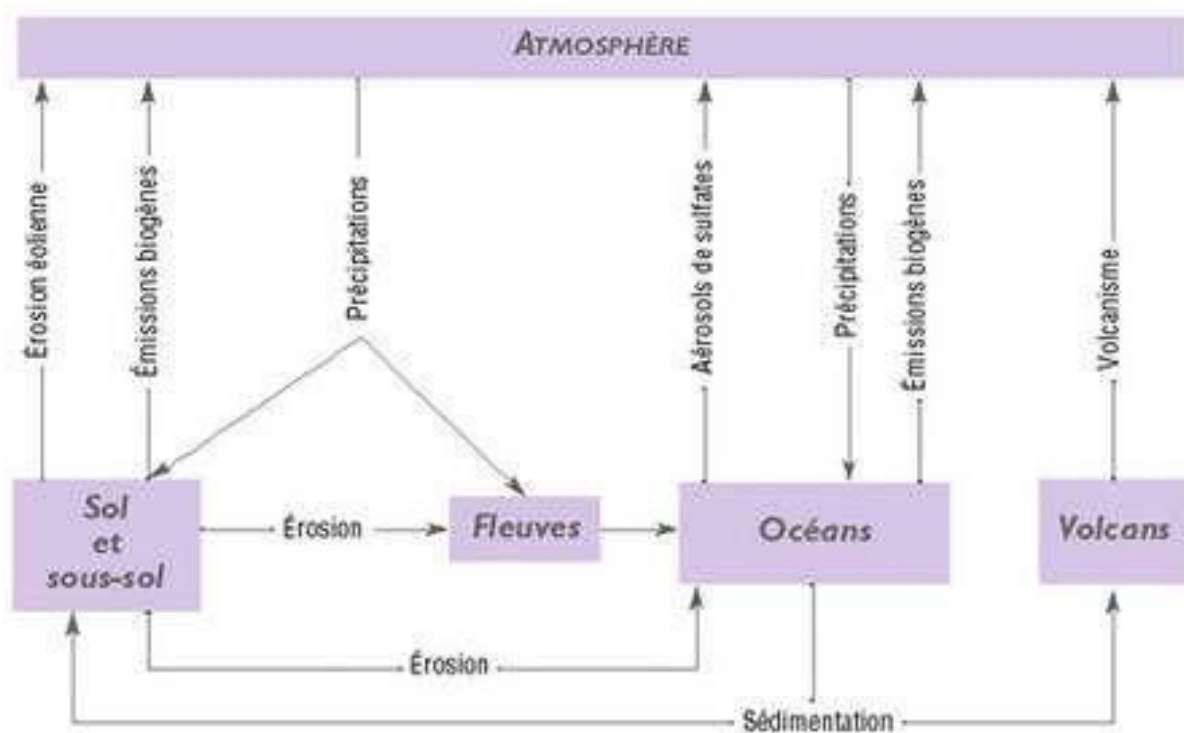 ATMOSPHÈRE
Érosion éolienne
Émissions biogènes
Précipitations
Aérosols de sulfates
Précipitations
Émissions biogènes
Volcanisme
Sol
et
sous-sol
Érosion
Fleuves
Océans
Volcans
Érosion
Sédimentation